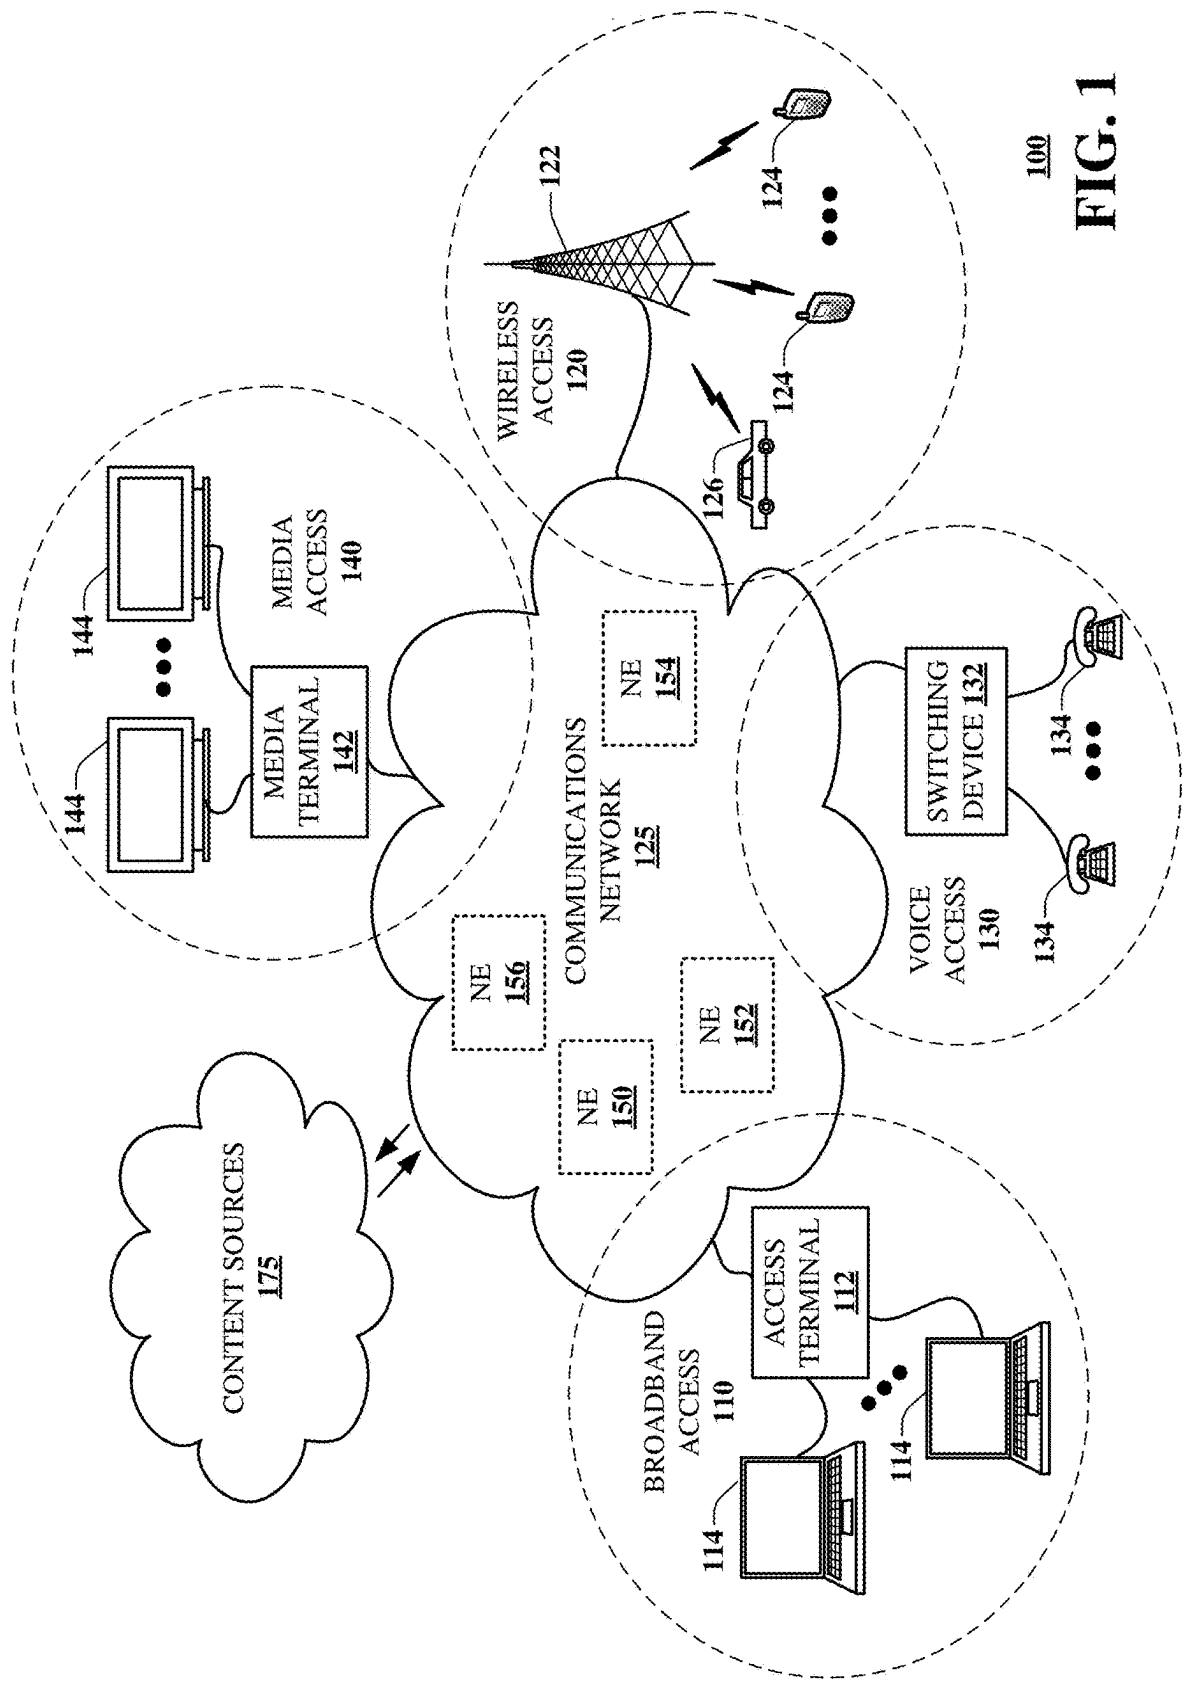 CONTENT SOURCES
175
144
144
MEDIA
TERMINAL
142
MEDIA
ACCESS
140
WIRELESS
ACCESS
120
122
124
124
126
COMMUNICATIONS
NETWORK
125
NE
150
NE
156
NE
152
NE
154
BROADBAND
ACCESS
110
ACCESS
TERMINAL
112
114
114
VOICE
ACCESS
130
SWITCHING
DEVICE 132
134
134
100
FIG. 1